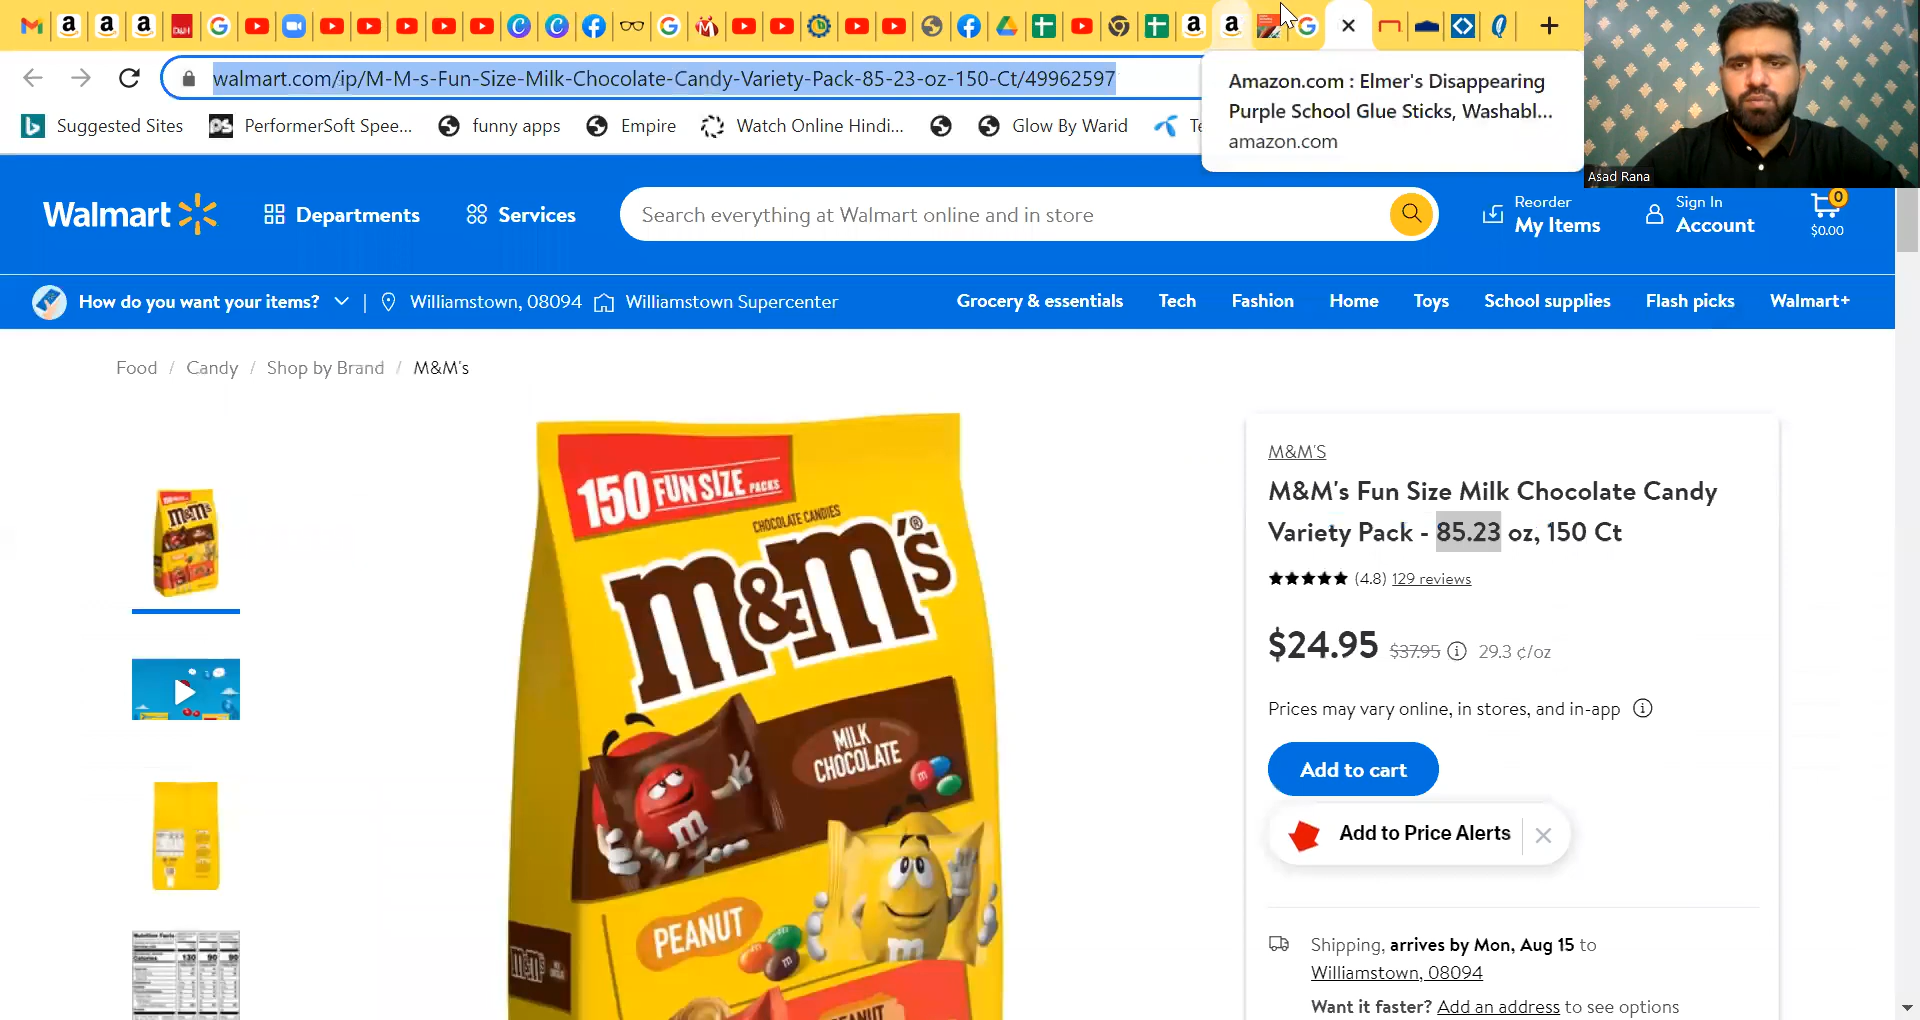 walmart.com/ip/M-M-s-Fun-Size-Milk-Chocolate-Candy-Variety-Pack-85-23-oz-150-Ct/49962597
Amazon.com : Elmer's Disappearing
Purple School Glue Sticks, Washabl...
amazon.com
Asad Rana
Suggested Sites
PerformerSoft Spee...
funny apps
Empire
Watch Online Hindi...
Glow By Warid
Walmart
Departments
Services
Search everything at Walmart online and in store
Reorder
My Items
Sign In
Account
0
$0.00
How do you want your items?
Williamstown, 08094
Williamstown Supercenter
Grocery & essentials
Tech
Fashion
Home
Toys
School supplies
Flash picks
Walmart+
Food / Candy / Shop by Brand / M&M's
150 FUN SIZE PACKS
CHOCOLATE CANDIES
m&m's®
MILK
CHOCOLATE
PEANUT
M&M'S
M&M's Fun Size Milk Chocolate Candy
Variety Pack - 85.23 oz, 150 Ct
(4.8) 129 reviews
$24.95 $37.95 29.3 ¢/oz
Prices may vary online, in stores, and in-app
Add to cart
Add to Price Alerts
Shipping, arrives by Mon, Aug 15 to
Williamstown, 08094
Want it faster? Add an address to see options